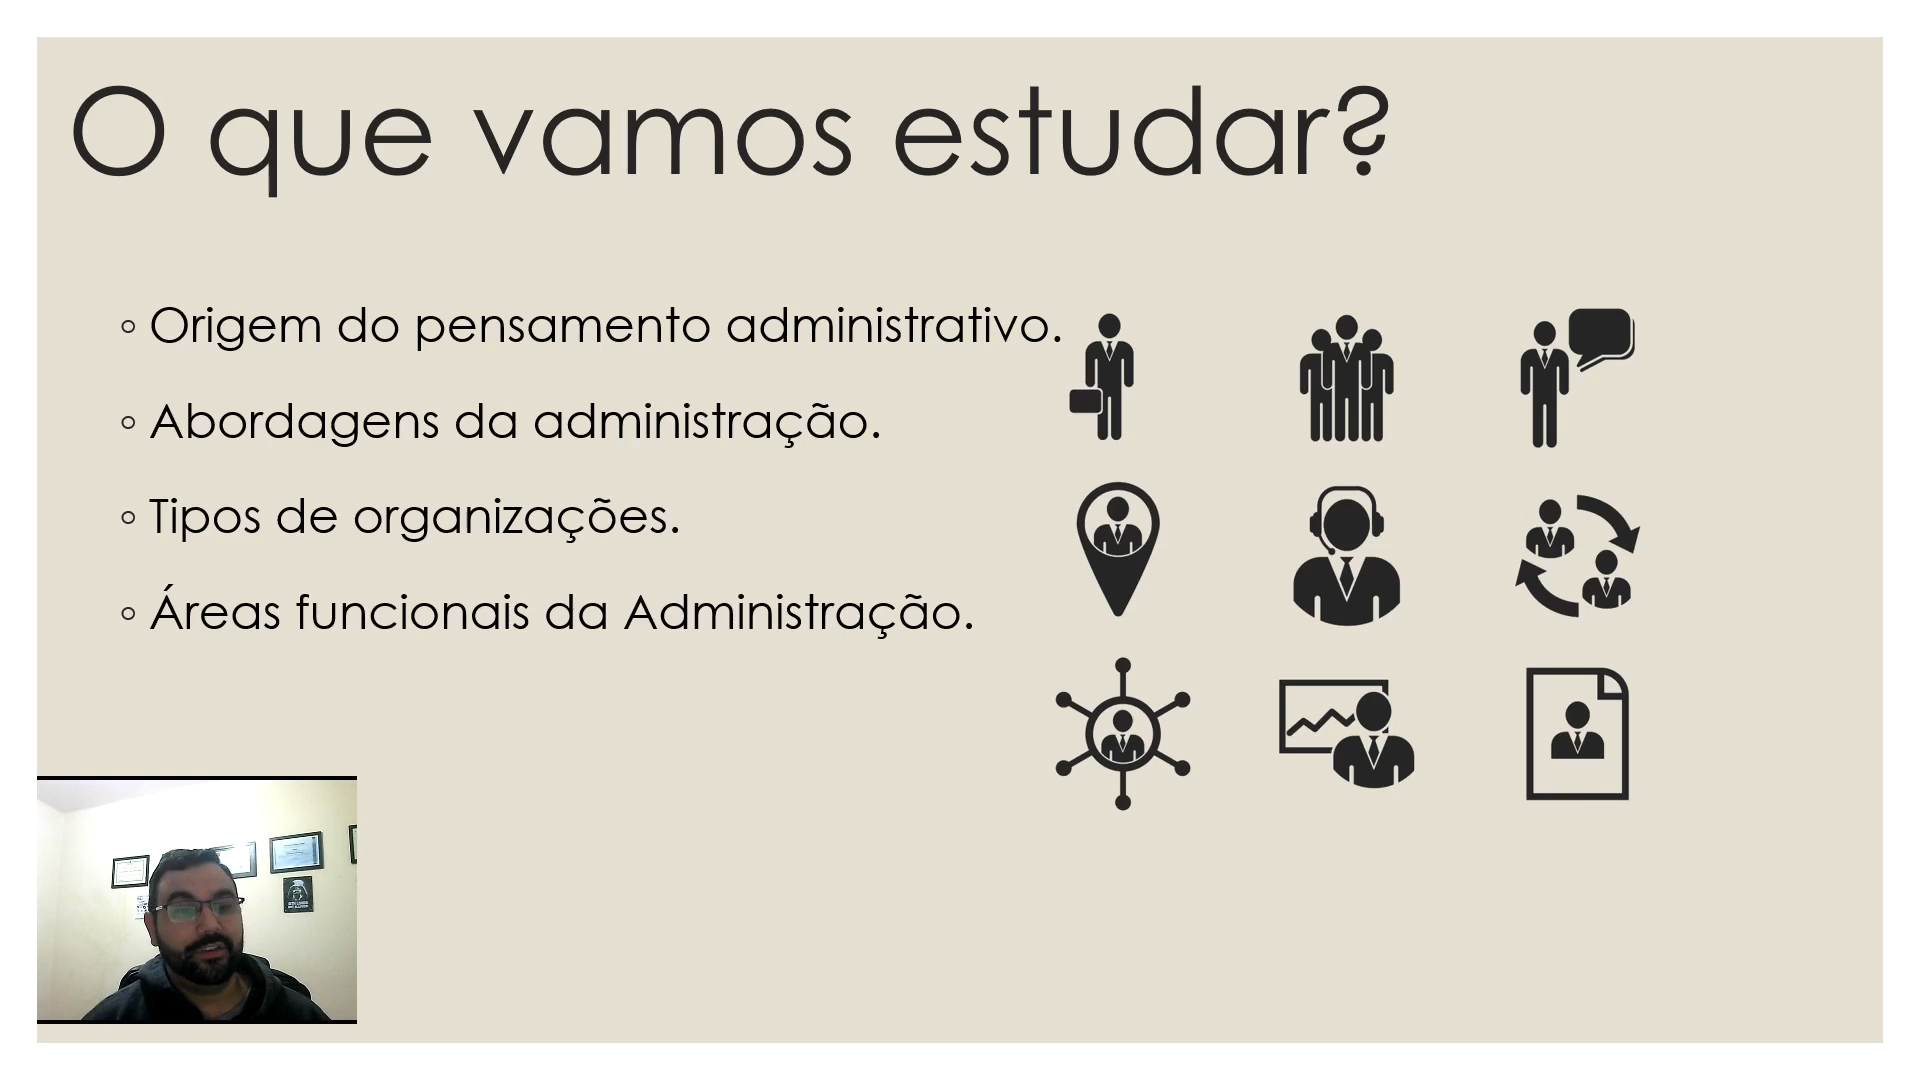 O que vamos estudar?
Origem do pensamento administrativo.
Abordagens da administração.
Tipos de organizações.
Áreas funcionais da Administração.